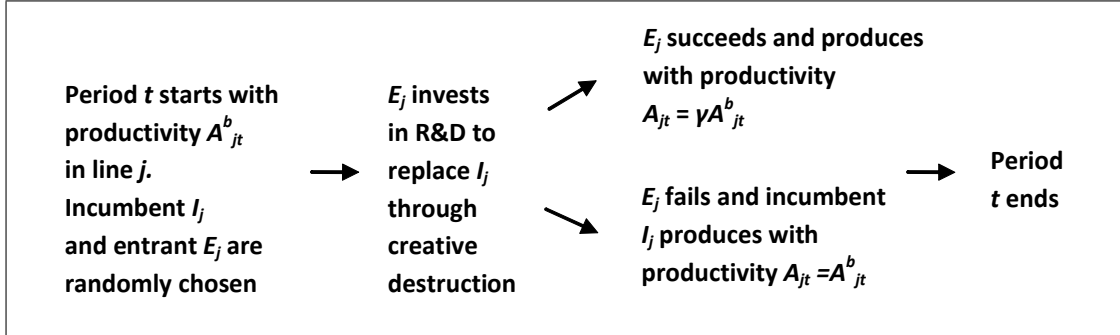 Period t starts with
productivity A^b_jt
in line j.
Incumbent I_j
and entrant E_j are
randomly chosen
E_j invests
in R&D to
replace I_j
through
creative
destruction
E_j succeeds and produces
with productivity
A_jt = γA^b_jt
E_j fails and incumbent
I_j produces with
productivity A_jt =A^b_jt
Period
t ends